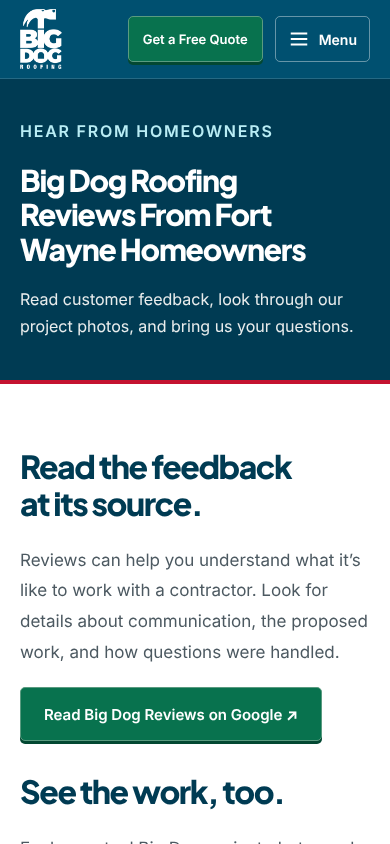 BIG
DOG
ROOFING
Get a Free Quote
Menu
HEAR FROM HOMEOWNERS
Big Dog Roofing
Reviews From Fort
Wayne Homeowners
Read customer feedback, look through our
project photos, and bring us your questions.
Read the feedback
at its source.
Reviews can help you understand what it’s
like to work with a contractor. Look for
details about communication, the proposed
work, and how questions were handled.
Read Big Dog Reviews on Google ↗
See the work, too.